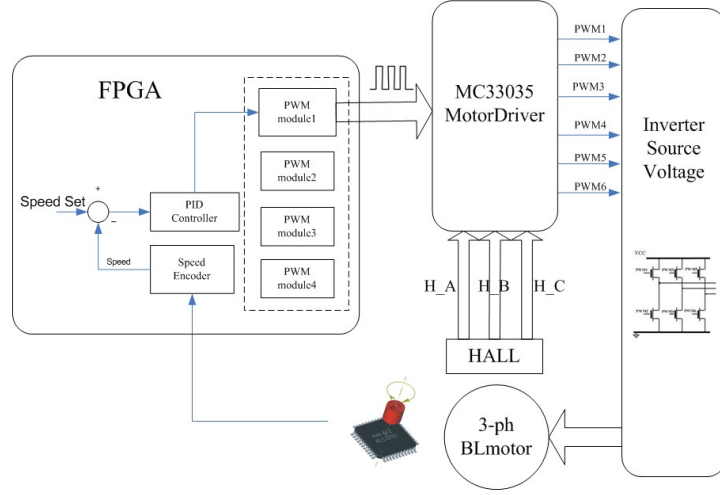 FPGA
PWM
module1
PWM
module2
PWM
module3
PWM
module4
Speed Set
+
−
PID
Controller
Speed
Speed
Encoder
MC33035
MotorDriver
PWM1
PWM2
PWM3
PWM4
PWM5
PWM6
Inverter
Source
Voltage
VCC
H_A
H_B
H_C
HALL
3-ph
BLmotor